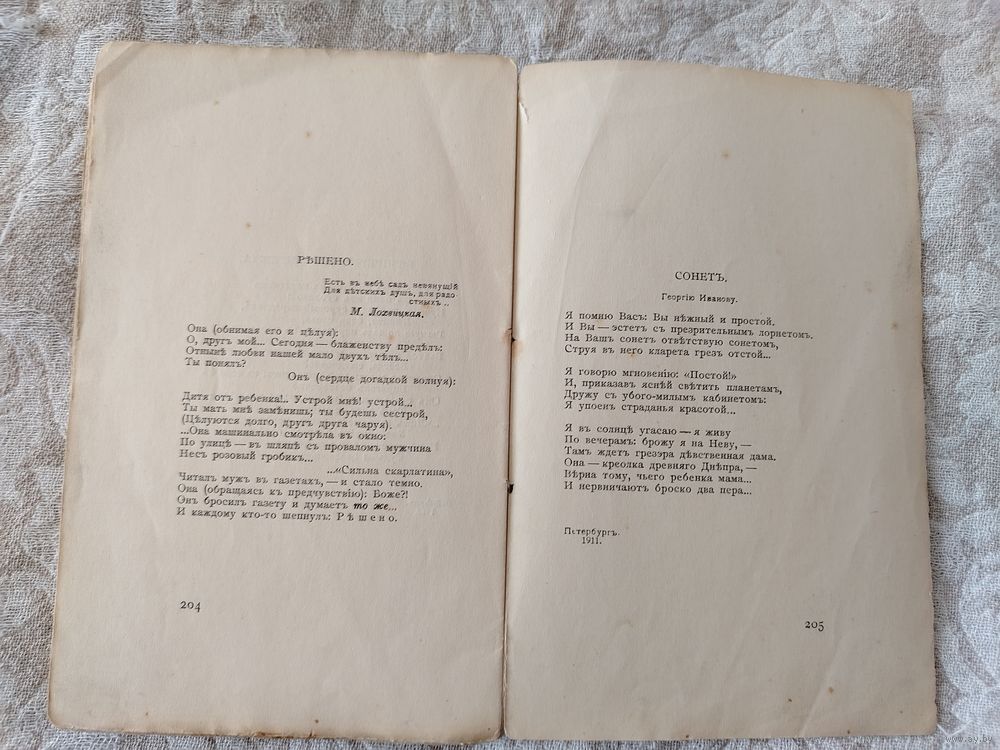 РѢШЕНО.
Есть въ небѣ садъ невянущій
Для дѣтскихъ душъ, для радо-
стныхъ...
М. Лохвицкая.
Она (обнимая его и цѣлуя):
О, другъ мой... Сегодня — блаженству предѣлъ:
Отнынѣ любви нашей мало двухъ тѣлъ...
Ты понялъ?
Онъ (сердце догадкой волнуя):
Дитя отъ ребенка!.. Устрой мнѣ! устрой...
Ты мать мнѣ замѣнишь; ты будешь сестрой,
(Цѣлуются долго, другъ друга чаруя).
...Она машинально смотрѣла въ окно:
По улицѣ — въ шляпѣ съ проваломъ мужчина
Несъ розовый гробикъ...
...«Сильна скарлатина»,
Читалъ мужъ въ газетахъ, — и стало темно.
Она (обращаясь къ предчувствію): Боже?!
Онъ бросилъ газету и думаетъ то же...
И каждому кто-то шепнулъ: Рѣшено.
204
СОНЕТЪ.
Георгію Иванову.
Я помню Васъ: Вы нѣжный и простой.
И Вы — эстетъ съ презрительнымъ лорнетомъ.
На Вашъ сонетъ отвѣтствую сонетомъ,
Струя въ него кларета грезъ отстой...
Я говорю мгновенію: «Постой!»
И, приказавъ яснѣй свѣтить планетамъ,
Дружу съ убого-милымъ кабинетомъ:
Я упоенъ страданья красотой...
Я въ солнцѣ угасаю — я живу
По вечерамъ: брожу я на Неву, —
Тамъ ждетъ грезэра дѣвственная дама.
Она — креолка древняго Днѣпра, —
Вѣрна тому, чьего ребенка мама...
И нервничаютъ броско два пера...
Петербургъ.
1911.
205
www.ay.by